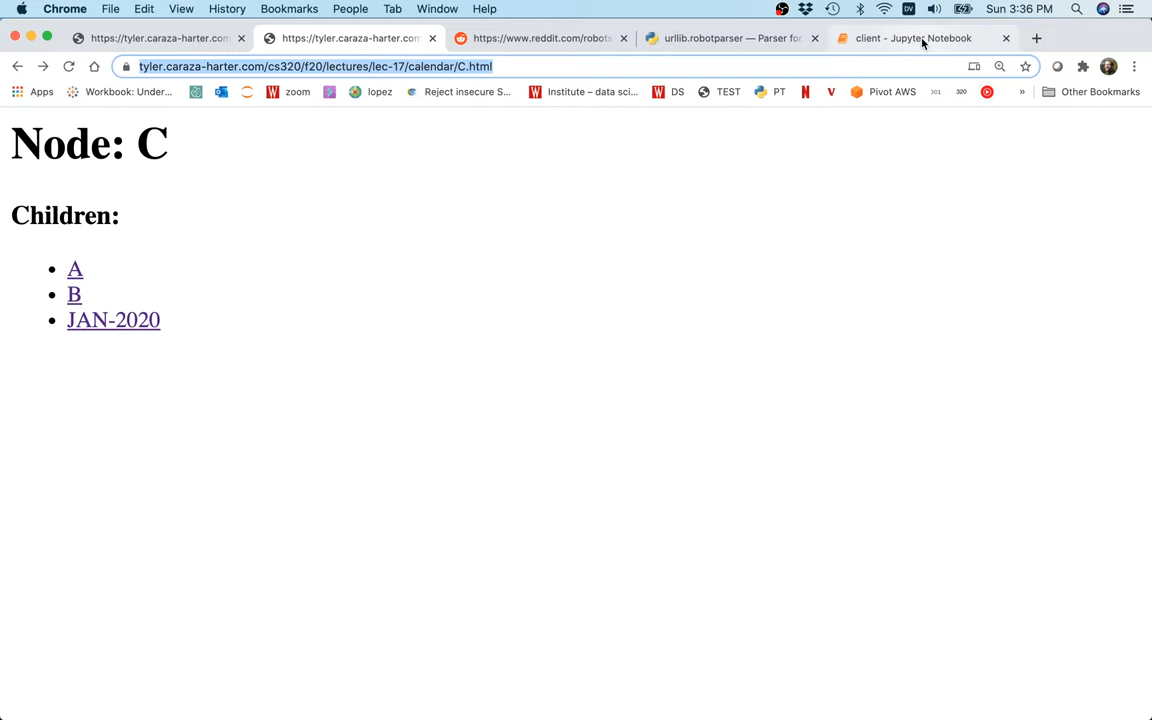 Chrome File Edit View History Bookmarks People Tab Window Help DV Sun 3:36 PM
https://tyler.caraza-harter.com https://tyler.caraza-harter.com https://www.reddit.com/robots urllib.robotparser — Parser for client - Jupyter Notebook
tyler.caraza-harter.com/cs320/f20/lectures/lec-17/calendar/C.html
Apps Workbook: Under... zoom lopez Reject insecure S... Institute – data sci... DS TEST PT N V Pivot AWS 301 320 » Other Bookmarks
Node: C
Children:
A
B
JAN-2020